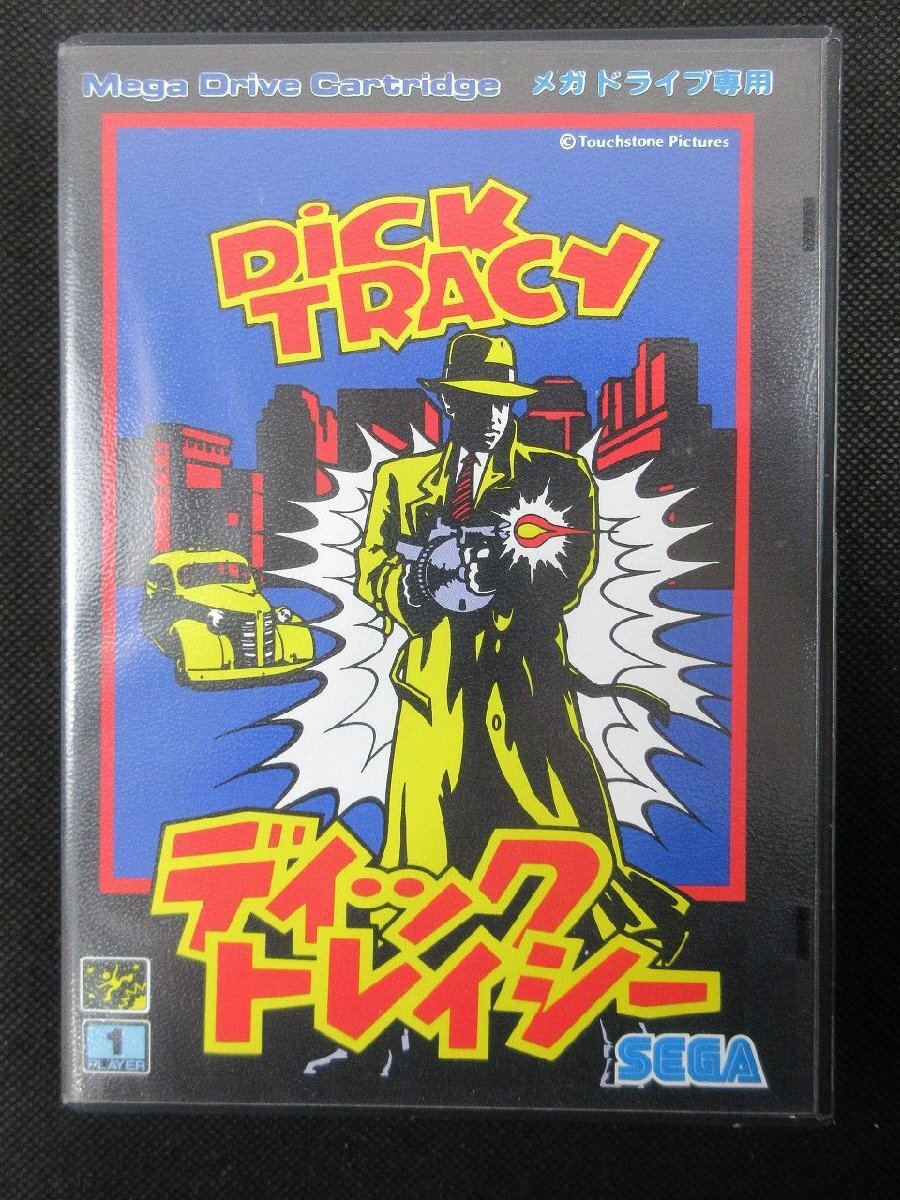 Mega Drive Cartridge メガドライブ専用
©Touchstone Pictures
DiCK
TRACY
ディック
トレイシー
1
PLAYER
SEGA